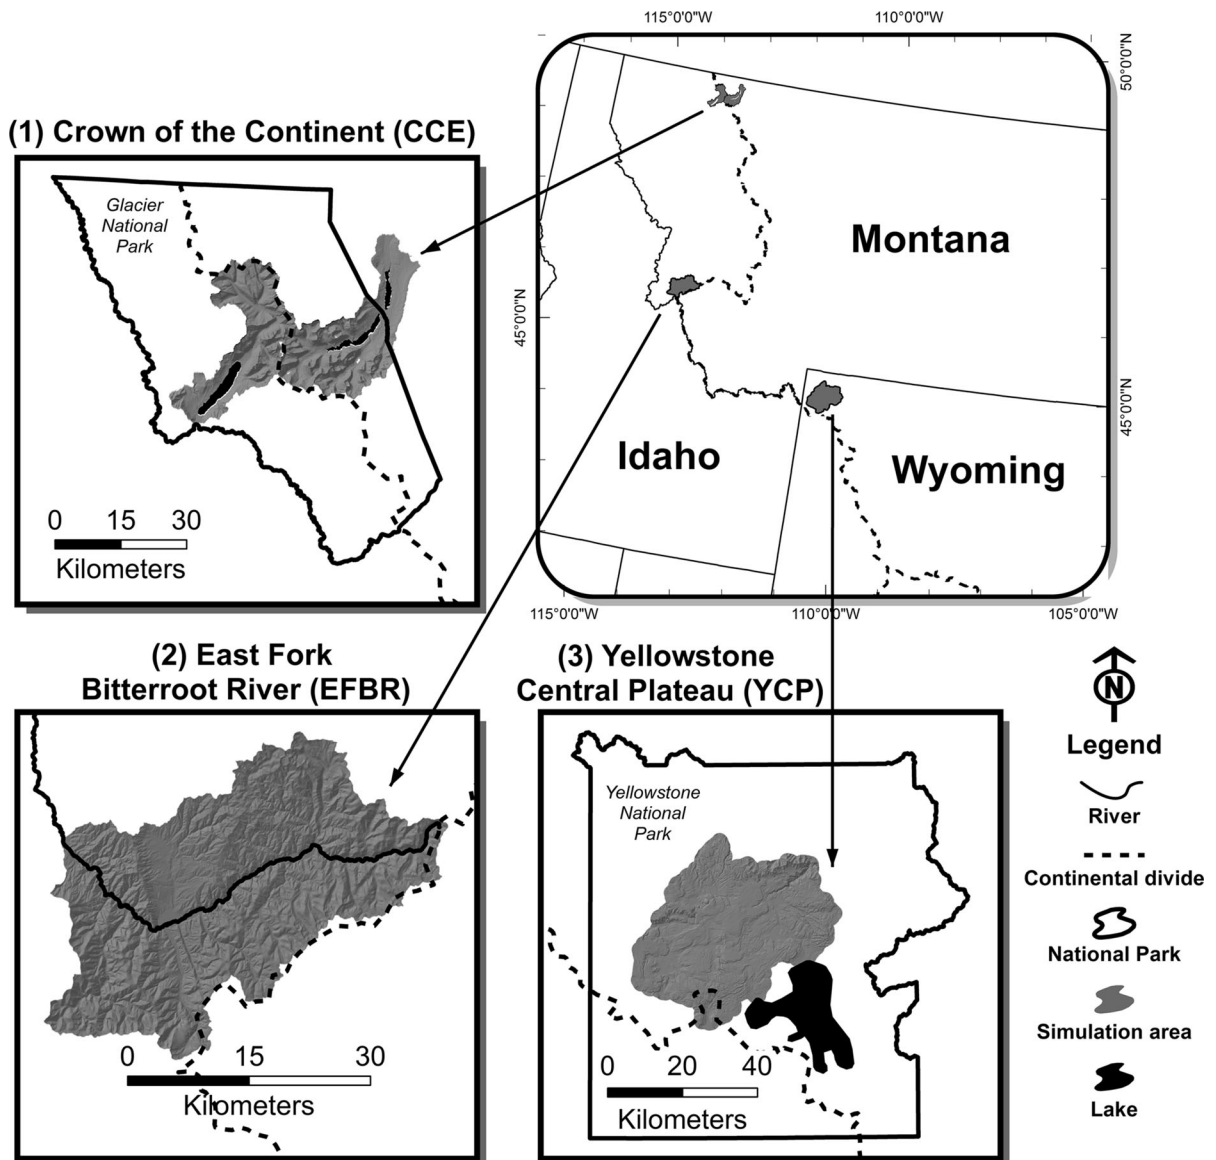 115°0'0"W
110°0'0"W
50°0'0"N
(1) Crown of the Continent (CCE)
Glacier
National
Park
0 15 30
Kilometers
Montana
45°0'0"N
45°0'0"N
Idaho
Wyoming
115°0'0"W
110°0'0"W
105°0'0"W
(2) East Fork
Bitterroot River (EFBR)
0 15 30
Kilometers
(3) Yellowstone
Central Plateau (YCP)
Yellowstone
National
Park
0 20 40
Kilometers
N
Legend
River
Continental divide
National Park
Simulation area
Lake